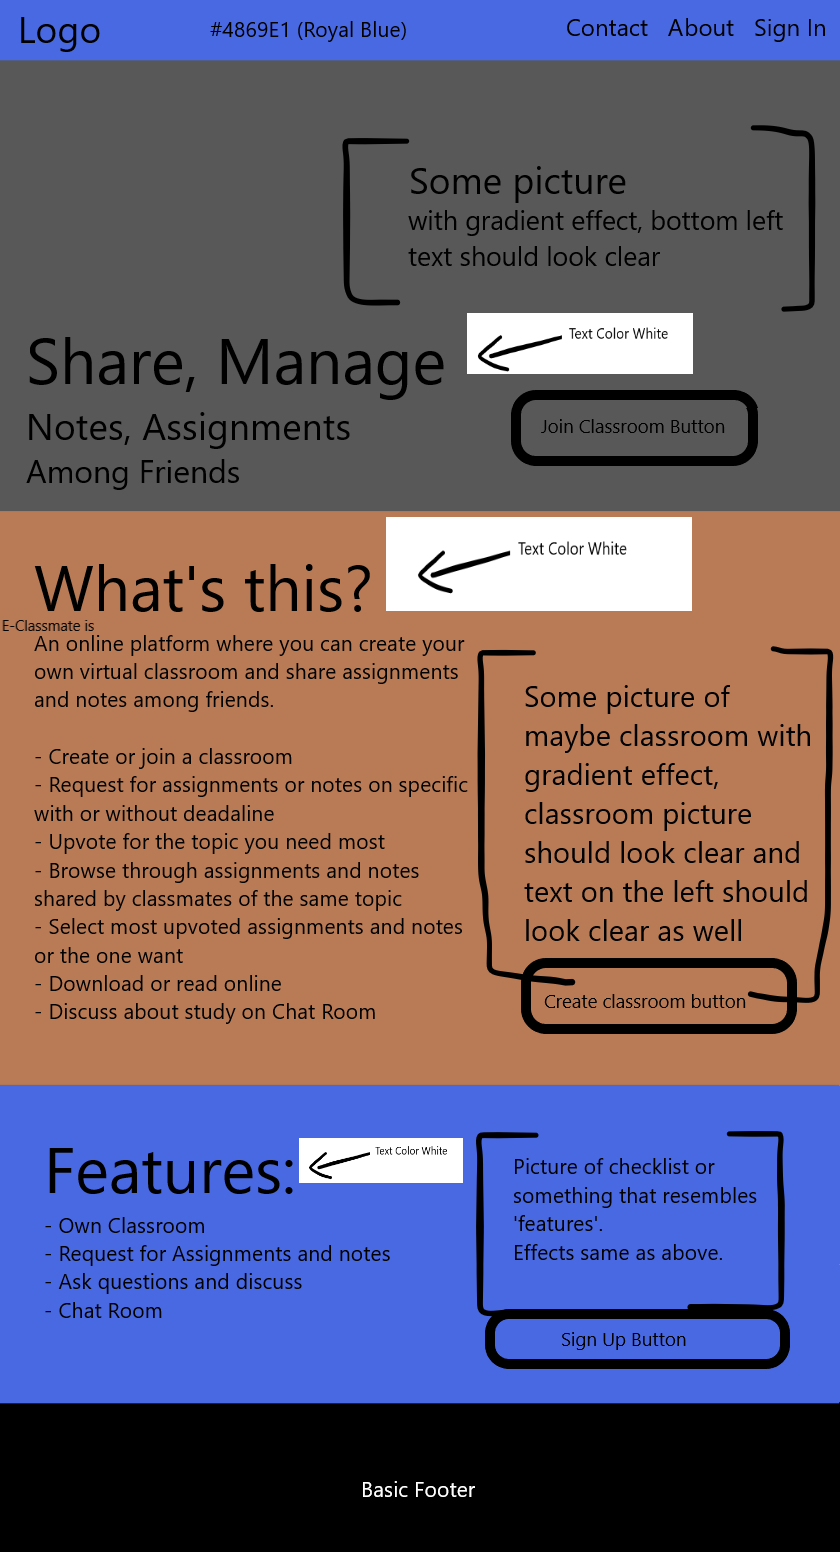 Logo
#4869E1 (Royal Blue)
Contact About Sign In
Some picture
with gradient effect, bottom left
text should look clear
Text Color White
Share, Manage
Join Classroom Button
Notes, Assignments
Among Friends
Text Color White
What's this?
E-Classmate is
An online platform where you can create your
own virtual classroom and share assignments
and notes among friends.
- Create or join a classroom
- Request for assignments or notes on specific
with or without deadaline
- Upvote for the topic you need most
- Browse through assignments and notes
shared by classmates of the same topic
- Select most upvoted assignments and notes
or the one want
- Download or read online
- Discuss about study on Chat Room
Some picture of
maybe classroom with
gradient effect,
classroom picture
should look clear and
text on the left should
look clear as well
Create classroom button
Features:
Text Color White
- Own Classroom
- Request for Assignments and notes
- Ask questions and discuss
- Chat Room
Picture of checklist or
something that resembles
'features'.
Effects same as above.
Sign Up Button
Basic Footer